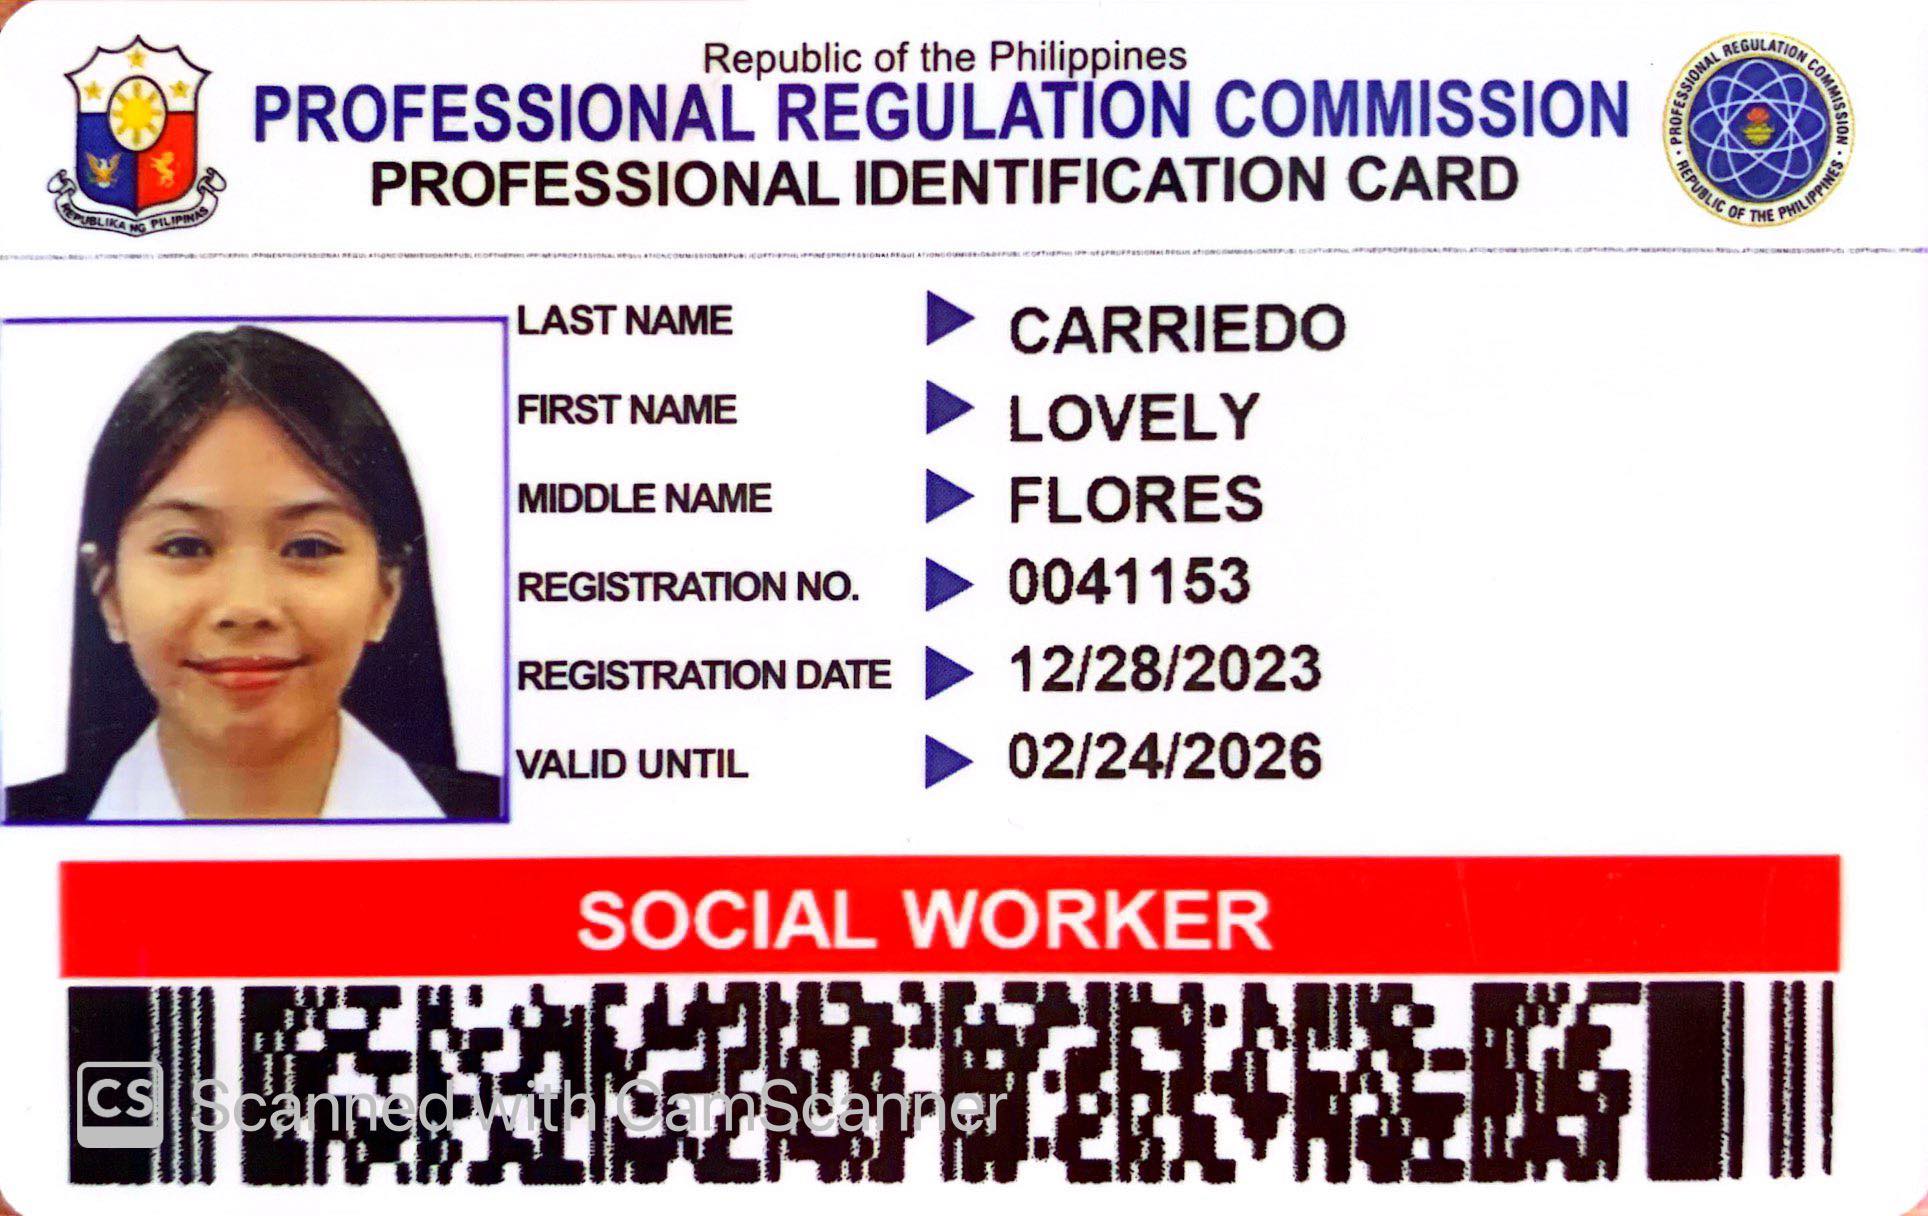 Republic of the Philippines
PROFESSIONAL REGULATION COMMISSION
PROFESSIONAL IDENTIFICATION CARD
REPUBLIKA NG PILIPINAS
PROFESSIONAL REGULATION COMMISSION
REPUBLIC OF THE PHILIPPINES
LAST NAME CARRIEDO
FIRST NAME LOVELY
MIDDLE NAME FLORES
REGISTRATION NO. 0041153
REGISTRATION DATE 12/28/2023
VALID UNTIL 02/24/2026
SOCIAL WORKER
CS Scanned with CamScanner